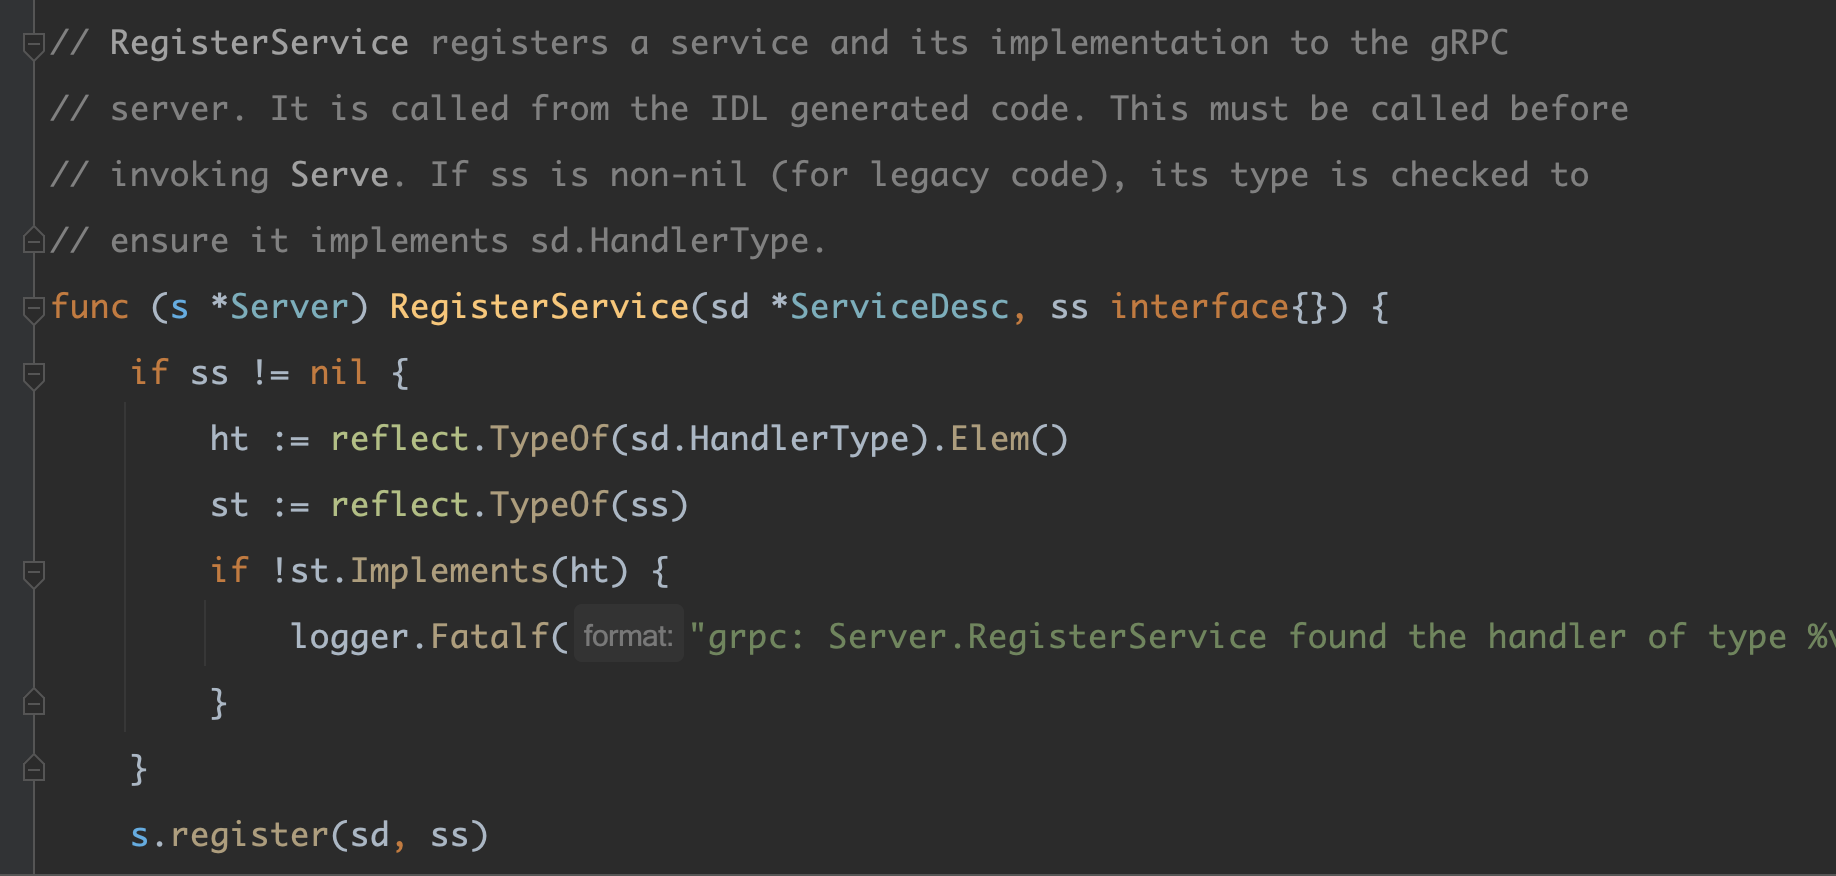 // RegisterService registers a service and its implementation to the gRPC
// server. It is called from the IDL generated code. This must be called before
// invoking Serve. If ss is non-nil (for legacy code), its type is checked to
// ensure it implements sd.HandlerType.
func (s *Server) RegisterService(sd *ServiceDesc, ss interface{}) {
    if ss != nil {
        ht := reflect.TypeOf(sd.HandlerType).Elem()
        st := reflect.TypeOf(ss)
        if !st.Implements(ht) {
            logger.Fatalf( format: "grpc: Server.RegisterService found the handler of type %v
        }
    }
    s.register(sd, ss)